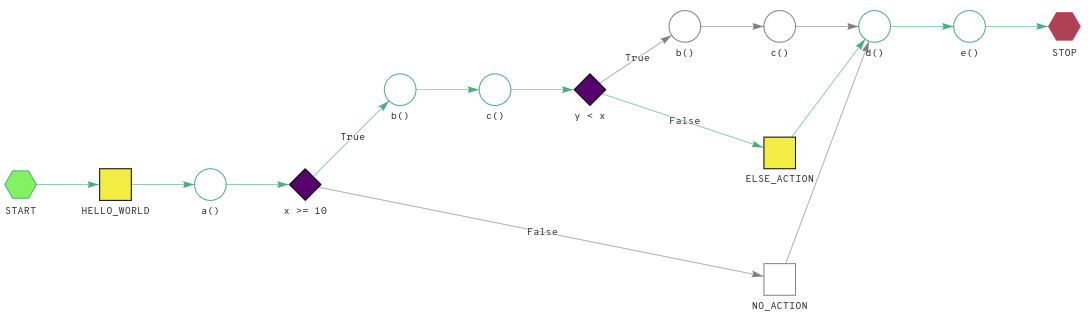 b()
c()
d()
e()
STOP
True
b()
c()
y < x
False
True
ELSE_ACTION
START
HELLO_WORLD
a()
x >= 10
False
NO_ACTION